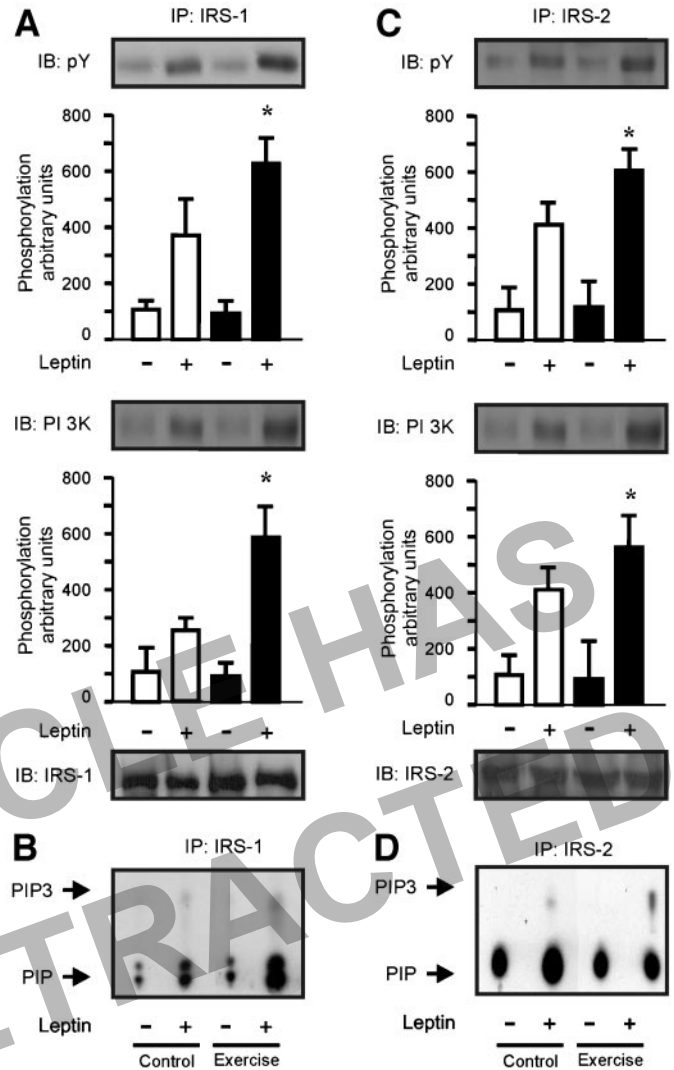 A
IP: IRS-1
IB: pY
800
600
400
200
0
Phosphorylation
arbitrary units
*
Leptin - + - +
IB: PI 3K
800
600
400
200
0
Phosphorylation
arbitrary units
*
Leptin - + - +
IB: IRS-1
B
IP: IRS-1
PIP3
PIP
Leptin - + - +
Control Exercise
C
IP: IRS-2
IB: pY
800
600
400
200
0
Phosphorylation
arbitrary units
*
Leptin - + - +
IB: PI 3K
800
600
400
200
0
Phosphorylation
arbitrary units
*
Leptin - + - +
IB: IRS-2
D
IP: IRS-2
PIP3
PIP
Leptin - + - +
Control Exercise
CLE HAS
TRACTED